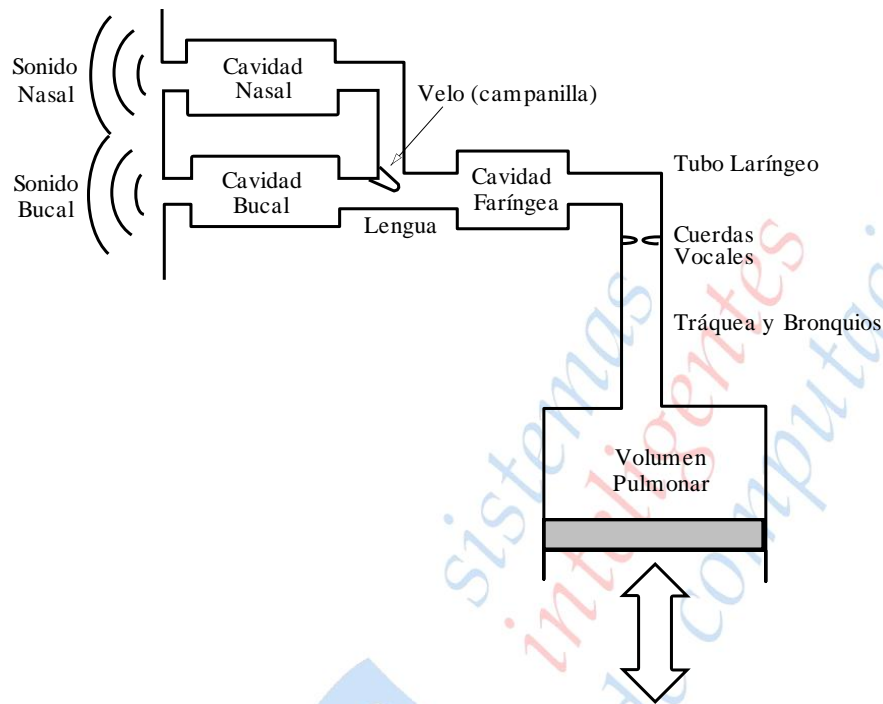 Sonido
Nasal
Cavidad
Nasal
Velo (campanilla)
Sonido
Bucal
Cavidad
Bucal
Lengua
Cavidad
Faríngea
Tubo Laríngeo
Cuerdas
Vocales
Tráquea y Bronquios
Volumen
Pulmonar
sistemas
inteligentes